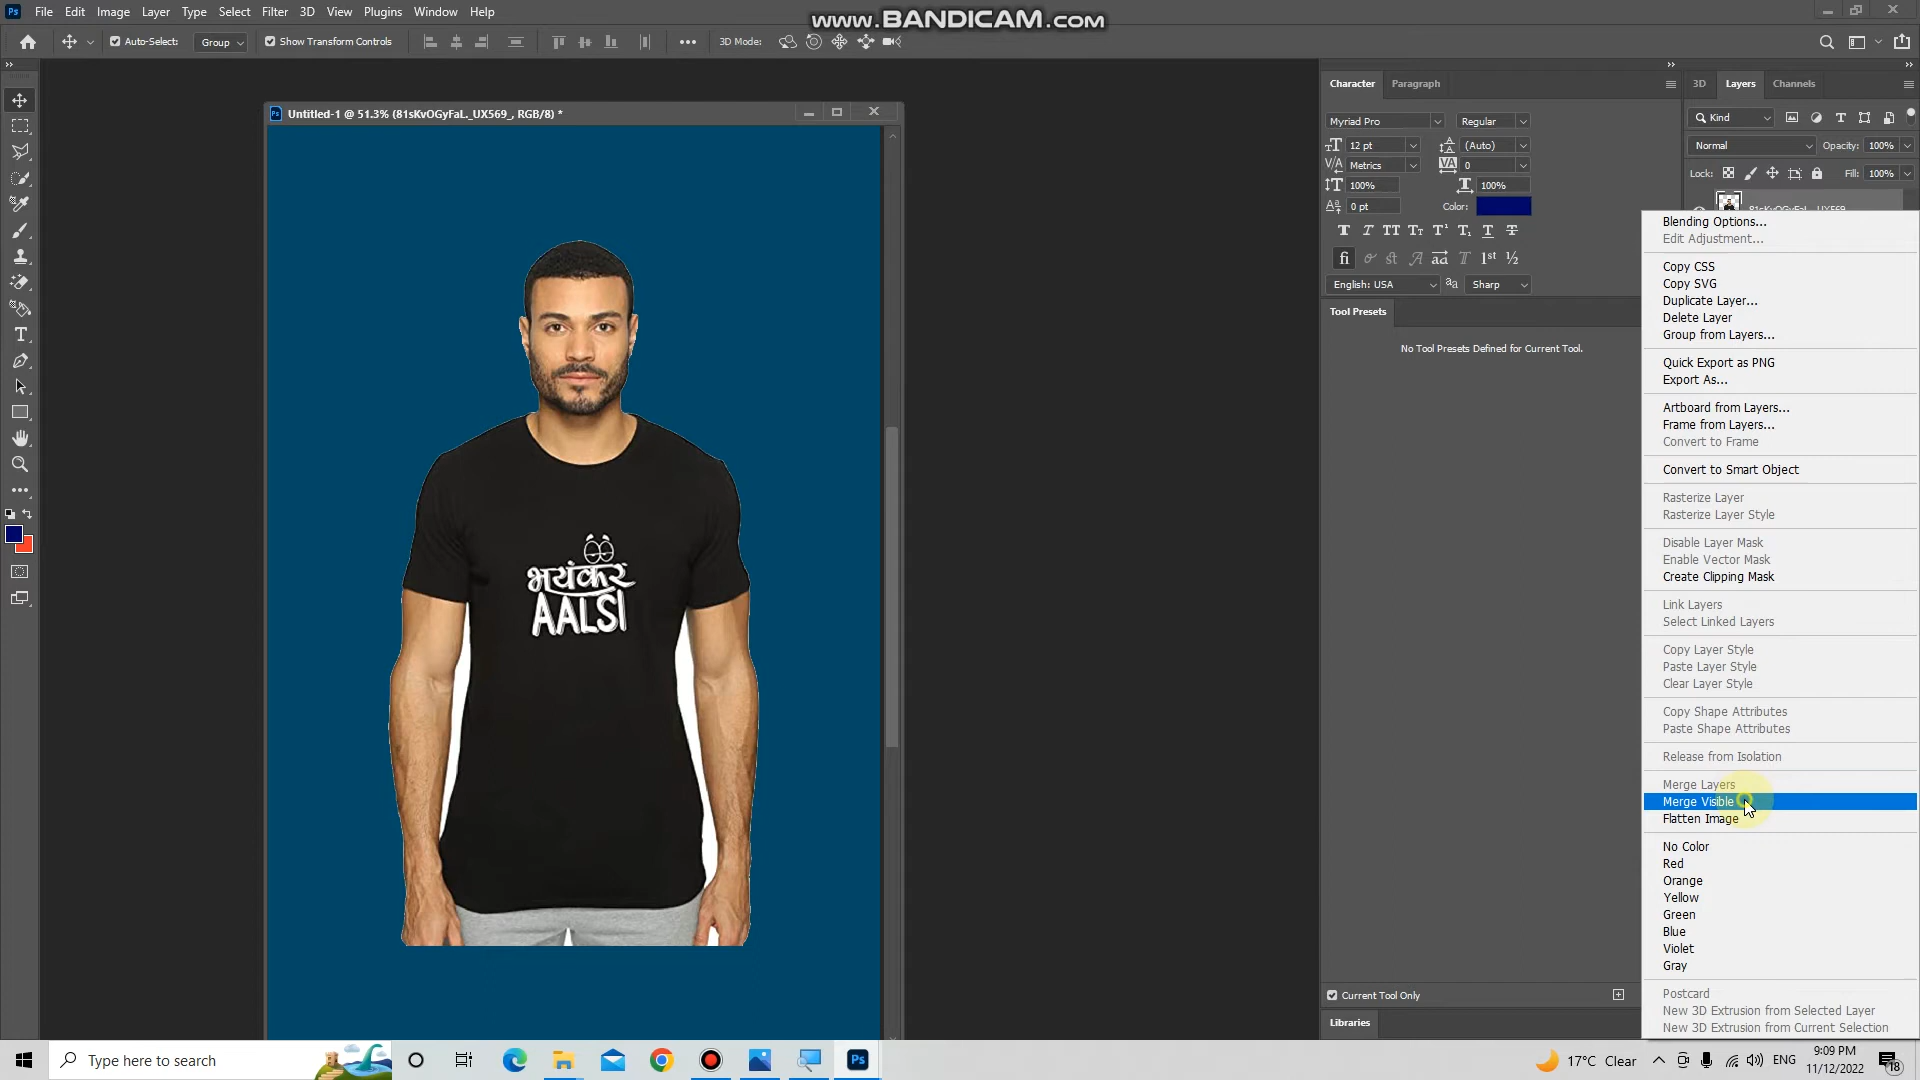 www.BANDICAM.com
Ps File Edit Image Layer Type Select Filter 3D View Plugins Window Help
Auto-Select: Group Show Transform Controls 3D Mode:
Untitled-1 @ 51.3% (81sKvOGyFaL._UX569_, RGB/8) *
भयंकर
AALSI
Character Paragraph
Myriad Pro Regular
12 pt (Auto)
Metrics 0
100% 100%
0 pt Color:
English: USA Sharp
Tool Presets
No Tool Presets Defined for Current Tool.
Current Tool Only
Libraries
3D Layers Channels
Kind
Normal Opacity: 100%
Lock: Fill: 100%
81sKvOGyFaL._UX569_
Blending Options...
Edit Adjustment...
Copy CSS
Copy SVG
Duplicate Layer...
Delete Layer
Group from Layers...
Quick Export as PNG
Export As...
Artboard from Layers...
Frame from Layers...
Convert to Frame
Convert to Smart Object
Rasterize Layer
Rasterize Layer Style
Disable Layer Mask
Enable Vector Mask
Create Clipping Mask
Link Layers
Select Linked Layers
Copy Layer Style
Paste Layer Style
Clear Layer Style
Copy Shape Attributes
Paste Shape Attributes
Release from Isolation
Merge Layers
Merge Visible
Flatten Image
No Color
Red
Orange
Yellow
Green
Blue
Violet
Gray
Postcard
New 3D Extrusion from Selected Layer
New 3D Extrusion from Current Selection
Type here to search
Ps
17°C Clear
ENG
9:09 PM
11/12/2022
18